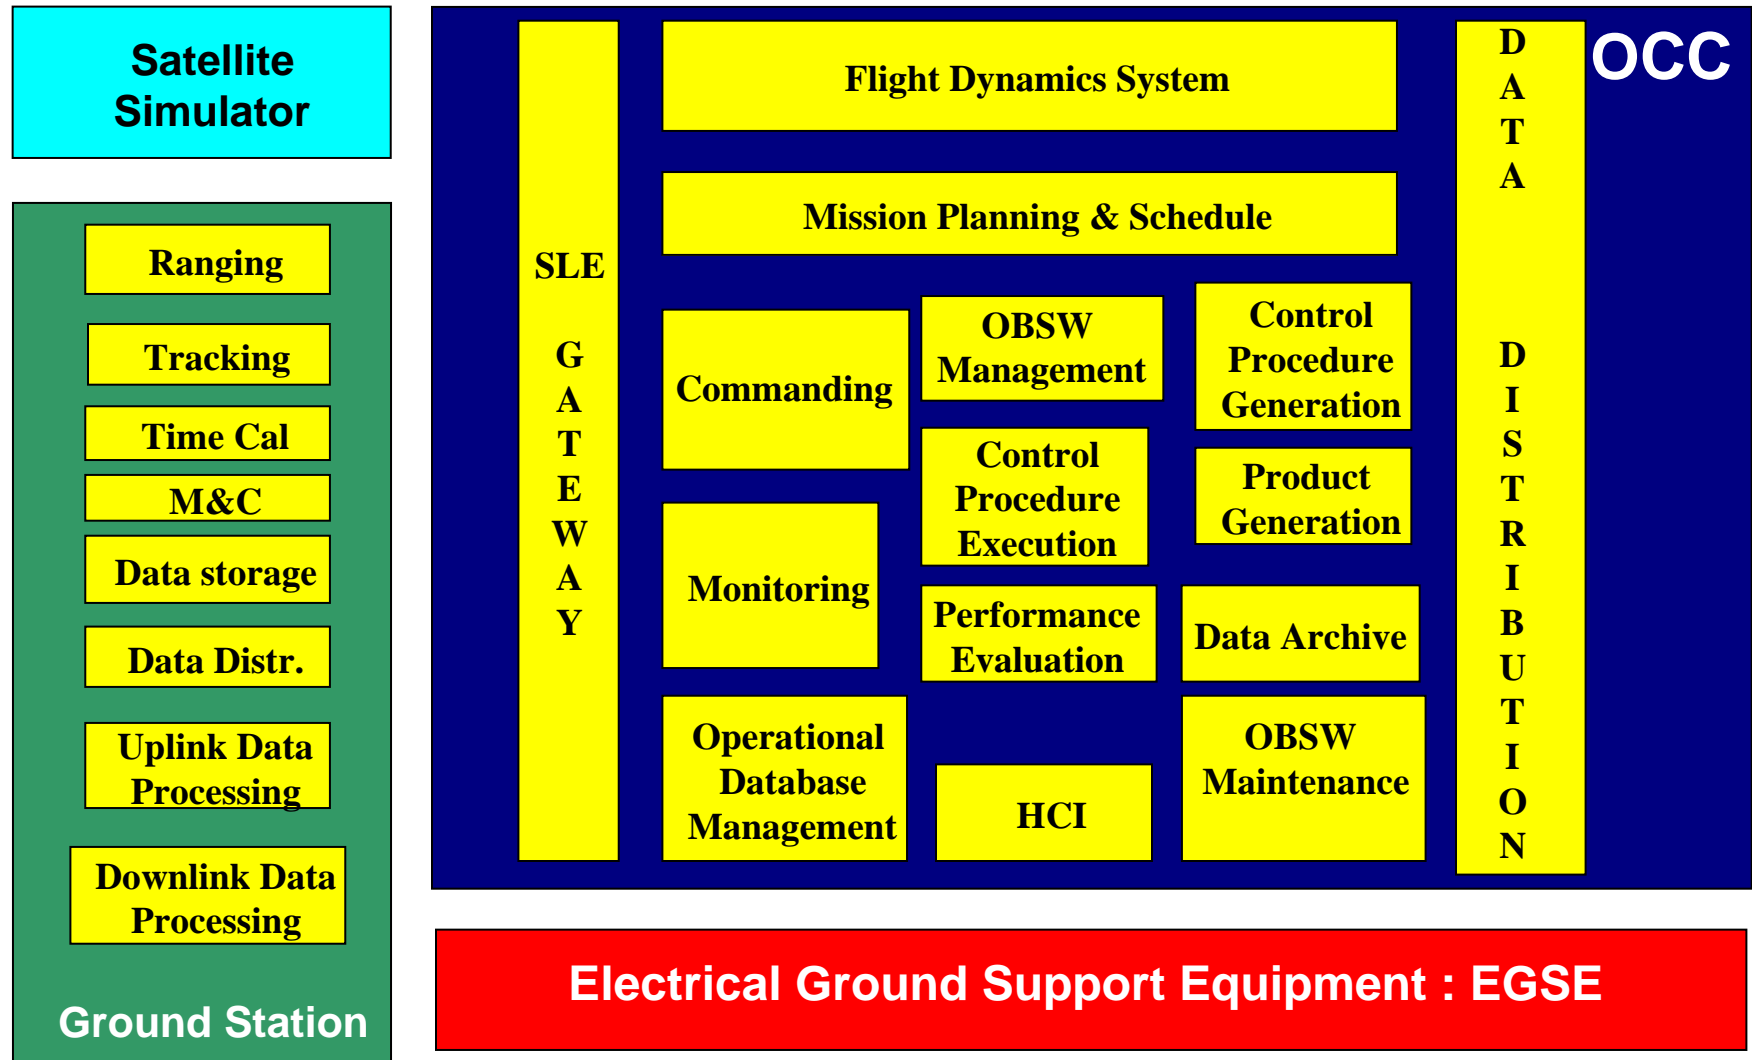 Satellite
Simulator
Ranging
Tracking
Time Cal
M&C
Data storage
Data Distr.
Uplink Data
Processing
Downlink Data
Processing
Ground Station
OCC
SLE
G
A
T
E
W
A
Y
Flight Dynamics System
Mission Planning & Schedule
Commanding
OBSW
Management
Control
Procedure
Generation
Control
Procedure
Execution
Product
Generation
Monitoring
Performance
Evaluation
Data Archive
Operational
Database
Management
HCI
OBSW
Maintenance
D
A
T
A
D
I
S
T
R
I
B
U
T
I
O
N
Electrical Ground Support Equipment : EGSE